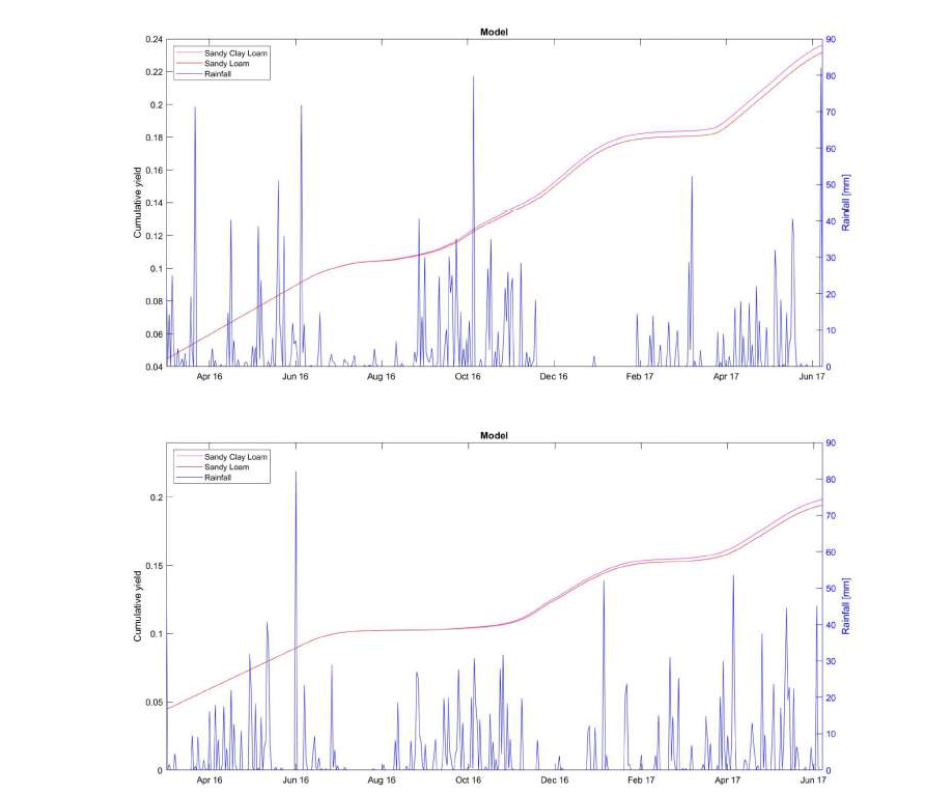 Model
Sandy Clay Loam
Sandy Loam
Rainfall
Cumulative yield
0.24
0.22
0.2
0.18
0.16
0.14
0.12
0.1
0.08
0.06
0.04
90
80
70
60
50
40
30
20
10
0
Rainfall [mm]
Apr 16 Jun 16 Aug 16 Oct 16 Dec 16 Feb 17 Apr 17 Jun 17
Model
Sandy Clay Loam
Sandy Loam
Rainfall
Cumulative yield
0.2
0.15
0.1
0.05
0
90
80
70
60
50
40
30
20
10
0
Rainfall [mm]
Apr 16 Jun 16 Aug 16 Oct 16 Dec 16 Feb 17 Apr 17 Jun 17